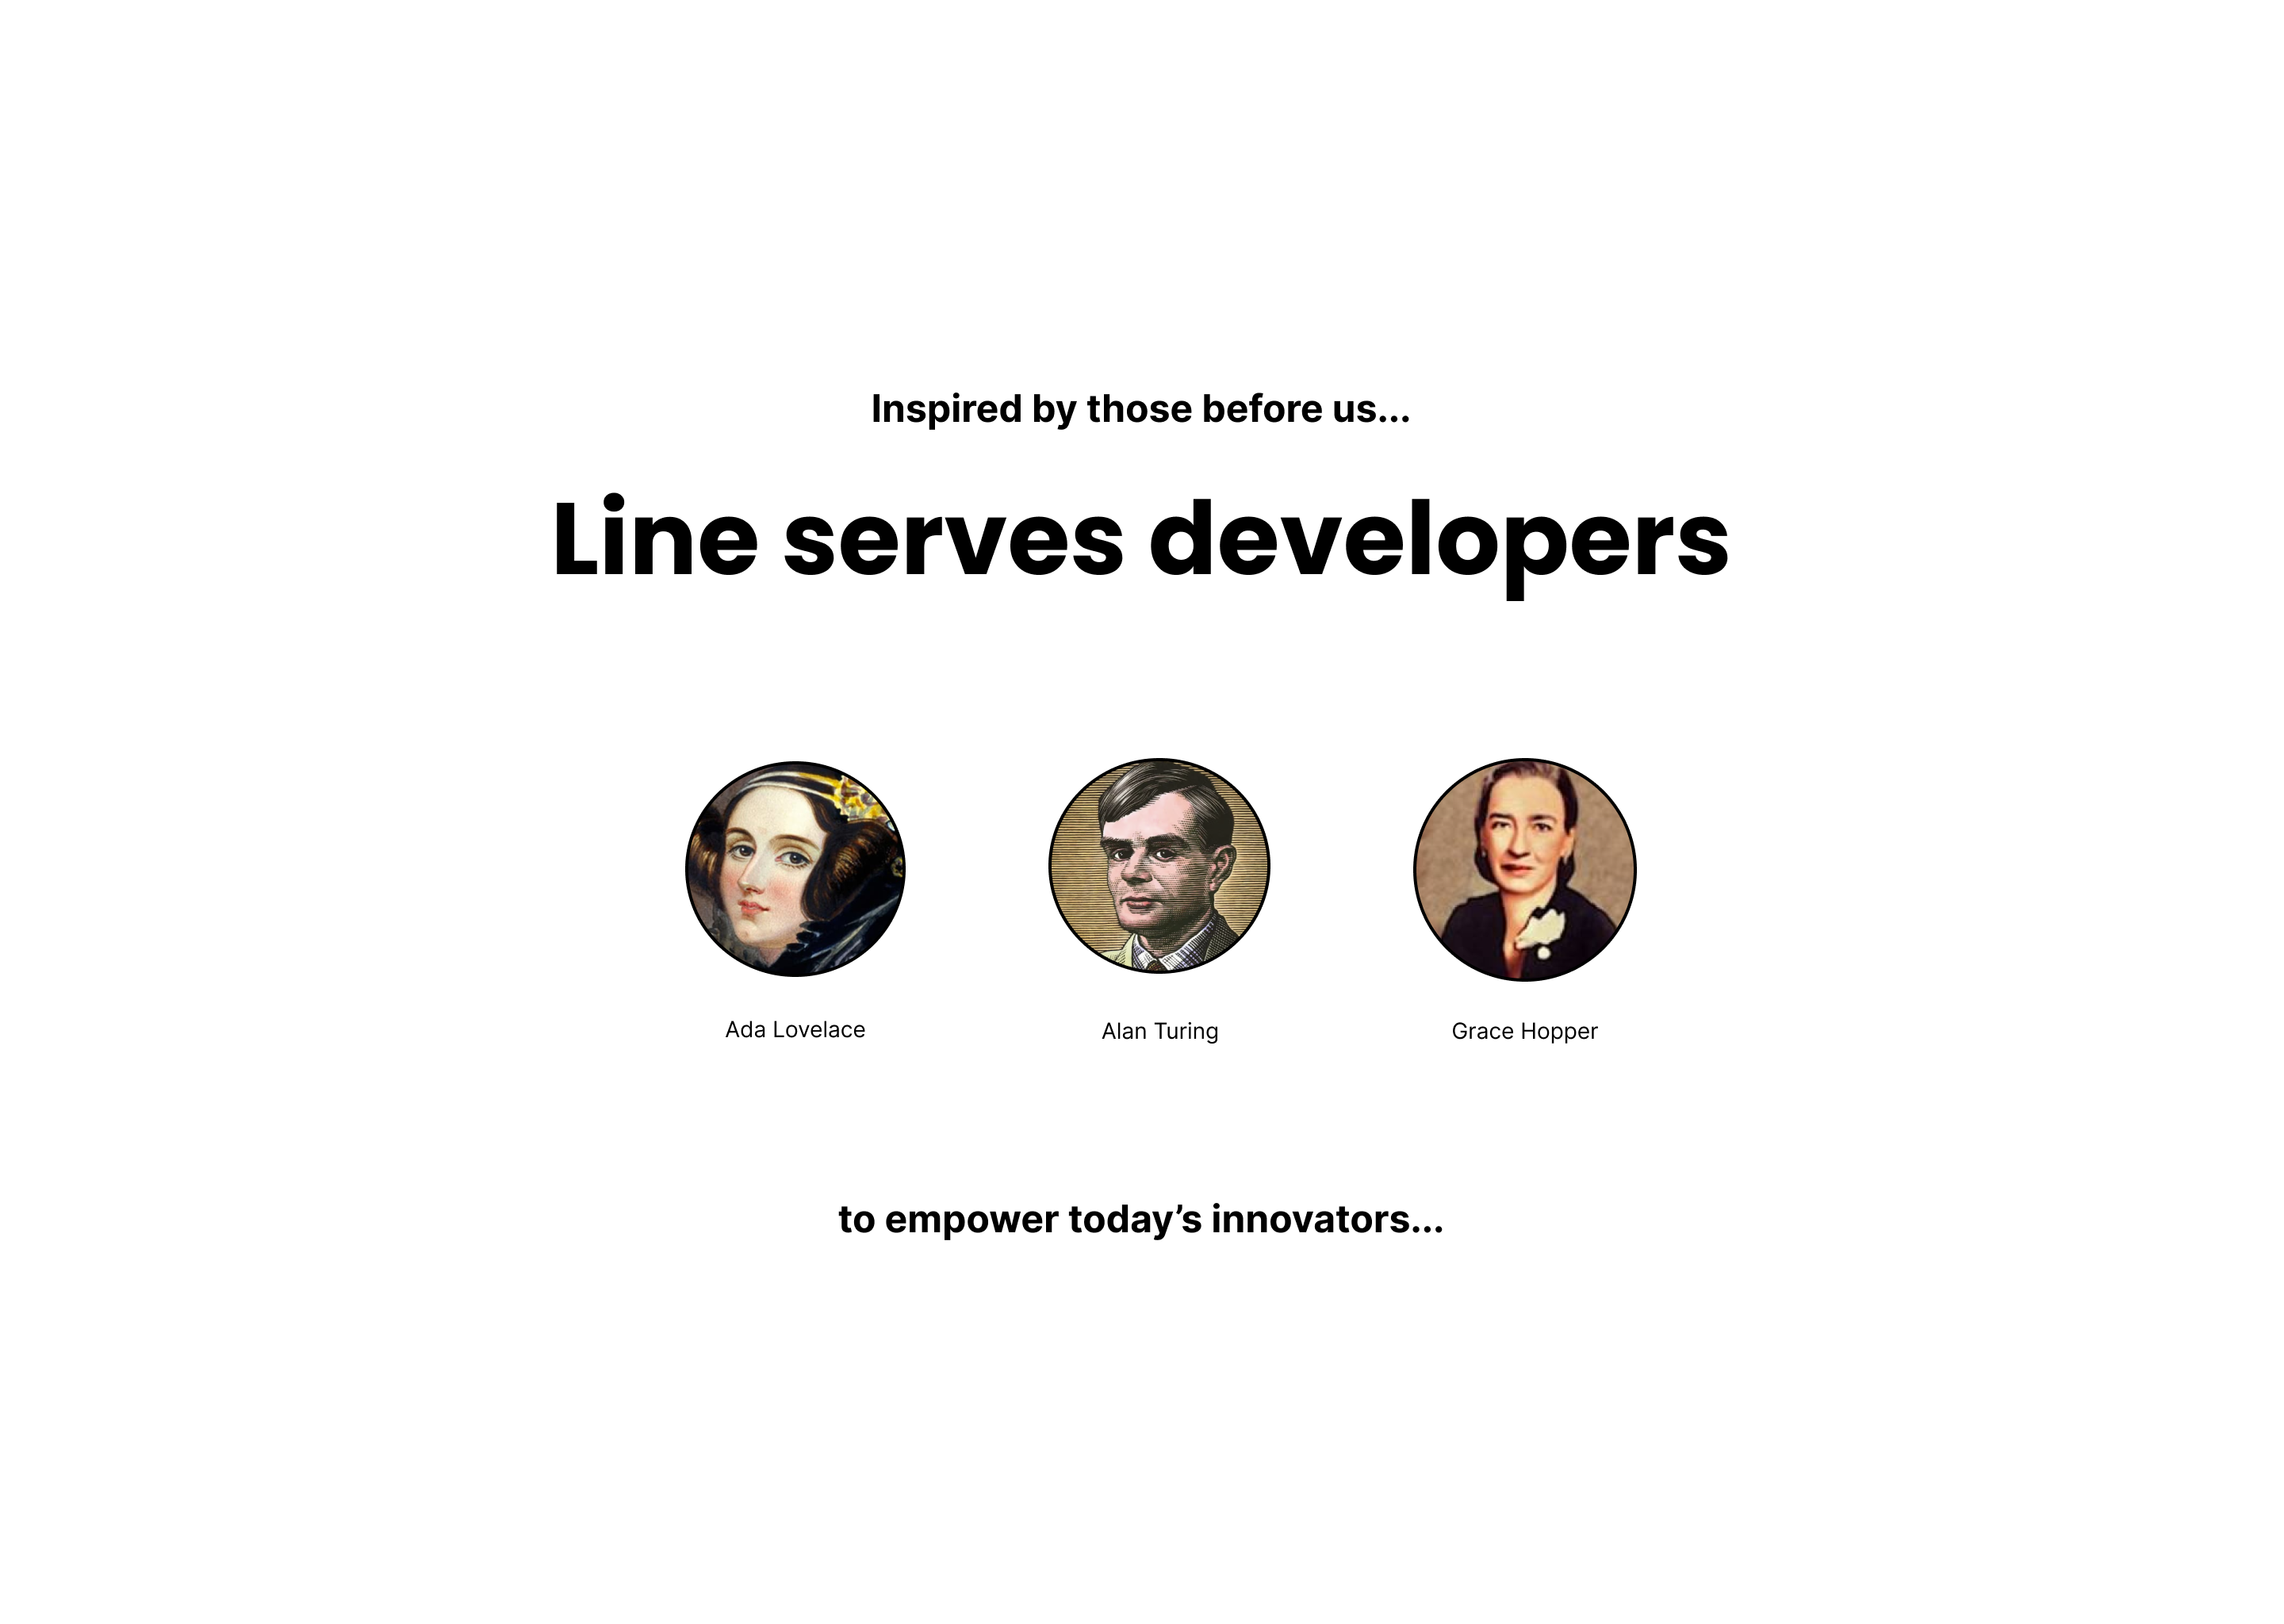 Inspired by those before us...
Line serves developers
Ada Lovelace
Alan Turing
Grace Hopper
to empower today’s innovators...